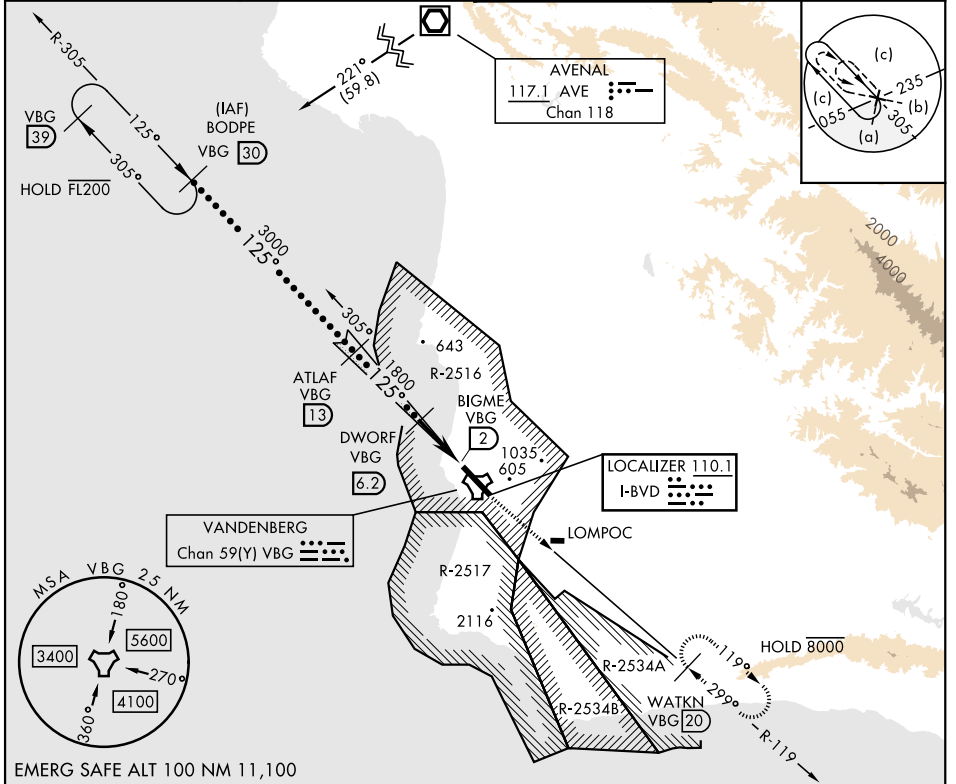 R-305
VBG
39
125°
305°
(IAF)
BODPE
VBG 30
HOLD FL200
221°
(59.8)
AVENAL
117.1 AVE
Chan 118
(c)
235
(c)
(b)
055
305
(a)
3000
125°
2000
4000
305°
1800
125°
643
R-2516
ATLAF
VBG
13
BIGME
VBG
2
DWORF
VBG
6.2
1035
605
LOCALIZER 110.1
I-BVD
VANDENBERG
Chan 59(Y) VBG
LOMPOC
R-2517
2116
R-2534A
R-2534B
HOLD 8000
119°
299°
WATKN
VBG 20
R-119
MSA VBG 25 NM
180°
5600
3400
270°
4100
360°
EMERG SAFE ALT 100 NM 11,100